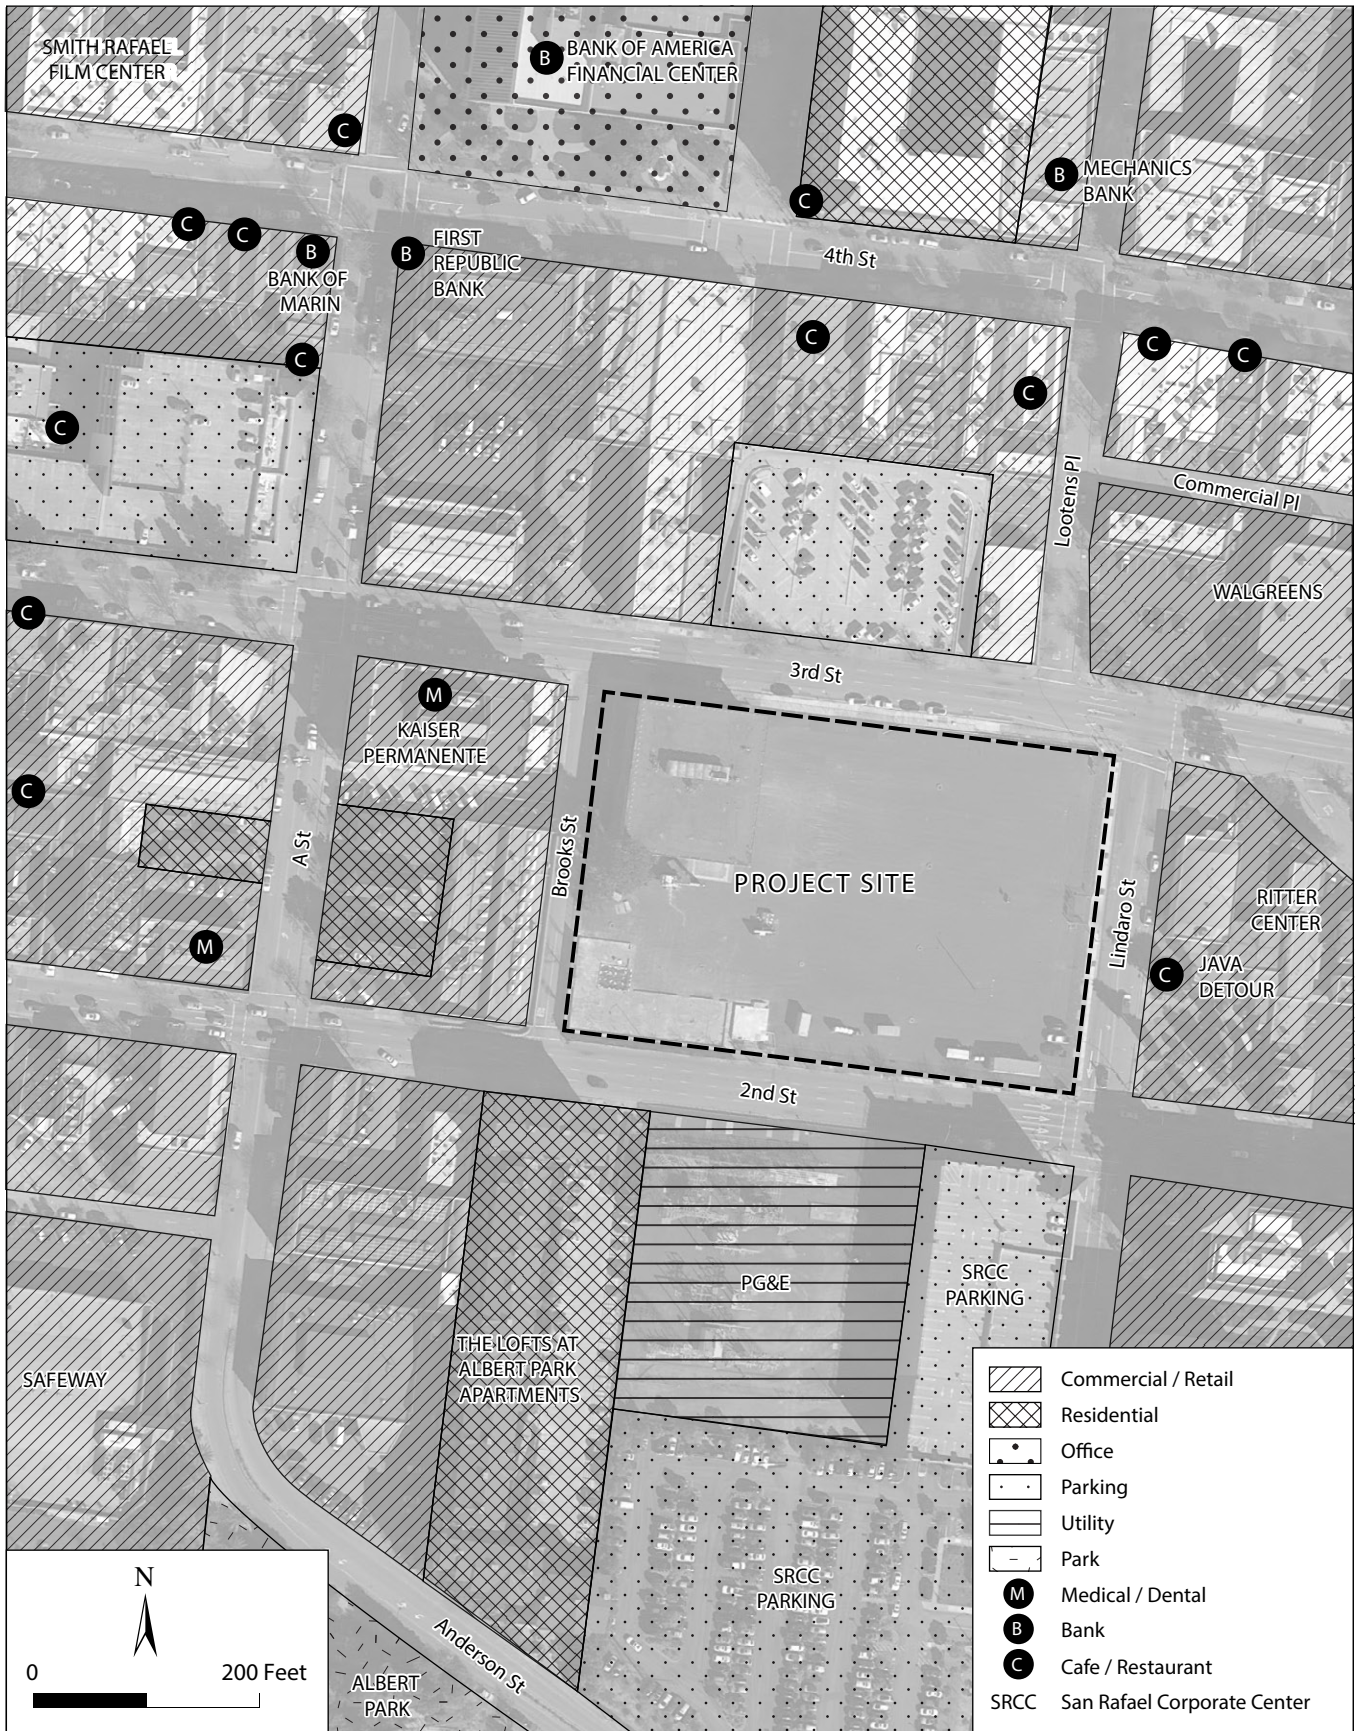 SMITH RAFAEL
FILM CENTER
B
BANK OF AMERICA
FINANCIAL CENTER
C
B
MECHANICS
BANK
C
C
C
B
BANK OF
MARIN
B
FIRST
REPUBLIC
BANK
4th St
C
C
C
C
C
C
Lootens Pl
Commercial Pl
WALGREENS
C
3rd St
M
KAISER
PERMANENTE
C
A St
Brooks St
PROJECT SITE
Lindaro St
RITTER
CENTER
M
C
JAVA
DETOUR
2nd St
PG&E
SRCC
PARKING
THE LOFTS AT
ALBERT PARK
APARTMENTS
SAFEWAY
SRCC
PARKING
Anderson St
ALBERT
PARK
N
0 200 Feet
Commercial / Retail
Residential
Office
Parking
Utility
Park
M Medical / Dental
B Bank
C Cafe / Restaurant
SRCC San Rafael Corporate Center